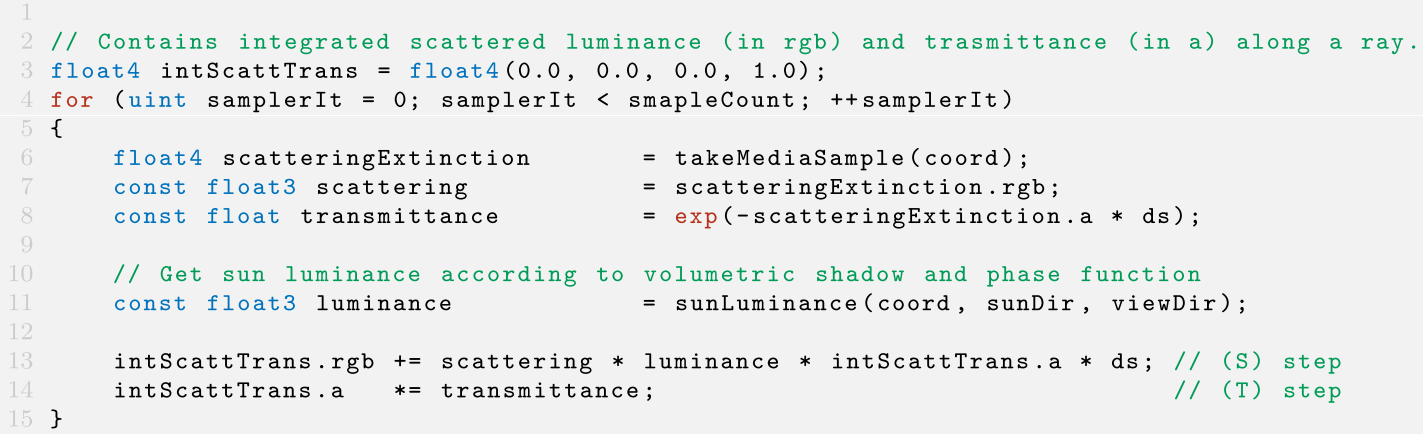 1
2 // Contains integrated scattered luminance (in rgb) and trasmittance (in a) along a ray.
3 float4 intScattTrans = float4(0.0, 0.0, 0.0, 1.0);
4 for (uint samplerIt = 0; samplerIt < smapleCount; ++samplerIt)
5 {
6 float4 scatteringExtinction = takeMediaSample(coord);
7 const float3 scattering = scatteringExtinction.rgb;
8 const float transmittance = exp(-scatteringExtinction.a * ds);
9
10 // Get sun luminance according to volumetric shadow and phase function
11 const float3 luminance = sunLuminance(coord, sunDir, viewDir);
12
13 intScattTrans.rgb += scattering * luminance * intScattTrans.a * ds; // (S) step
14 intScattTrans.a *= transmittance; // (T) step
15 }